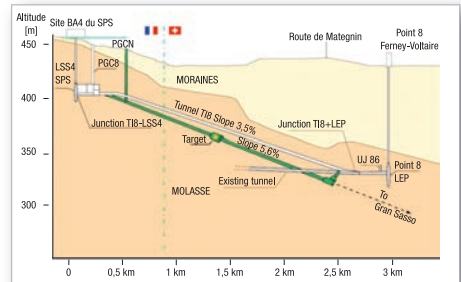 Altitude
[m]
Site BA4 du SPS
Route de Mategnin
Point 8
Ferney-Voltaire
450
PGCN
PGC8
LSS4
SPS
MORAINES
400
Junction TI8-LSS4
Tunnel TI8 Slope 3,5%
Junction TI8+LEP
Slope 5,6%
Target
350
UJ 86
Point 8
LEP
Existing tunnel
MOLASSE
To
Gran Sasso
300
0
0,5 km
1 km
1,5 km
2 km
2,5 km
3 km